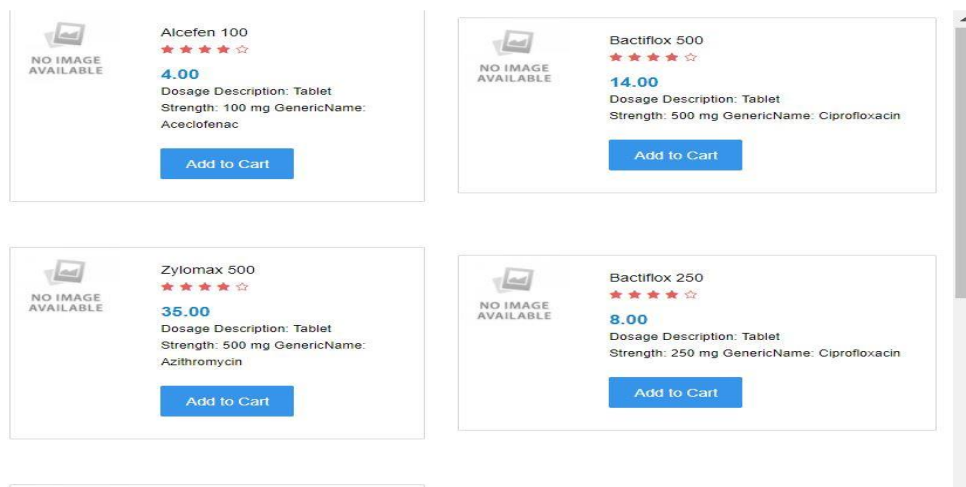 NO IMAGE
AVAILABLE
Alcefen 100
4.00
Dosage Description: Tablet
Strength: 100 mg GenericName:
Aceclofenac
Add to Cart
NO IMAGE
AVAILABLE
Bactiflox 500
14.00
Dosage Description: Tablet
Strength: 500 mg GenericName: Ciprofloxacin
Add to Cart
NO IMAGE
AVAILABLE
Zylomax 500
35.00
Dosage Description: Tablet
Strength: 500 mg GenericName:
Azithromycin
Add to Cart
NO IMAGE
AVAILABLE
Bactiflox 250
8.00
Dosage Description: Tablet
Strength: 250 mg GenericName: Ciprofloxacin
Add to Cart